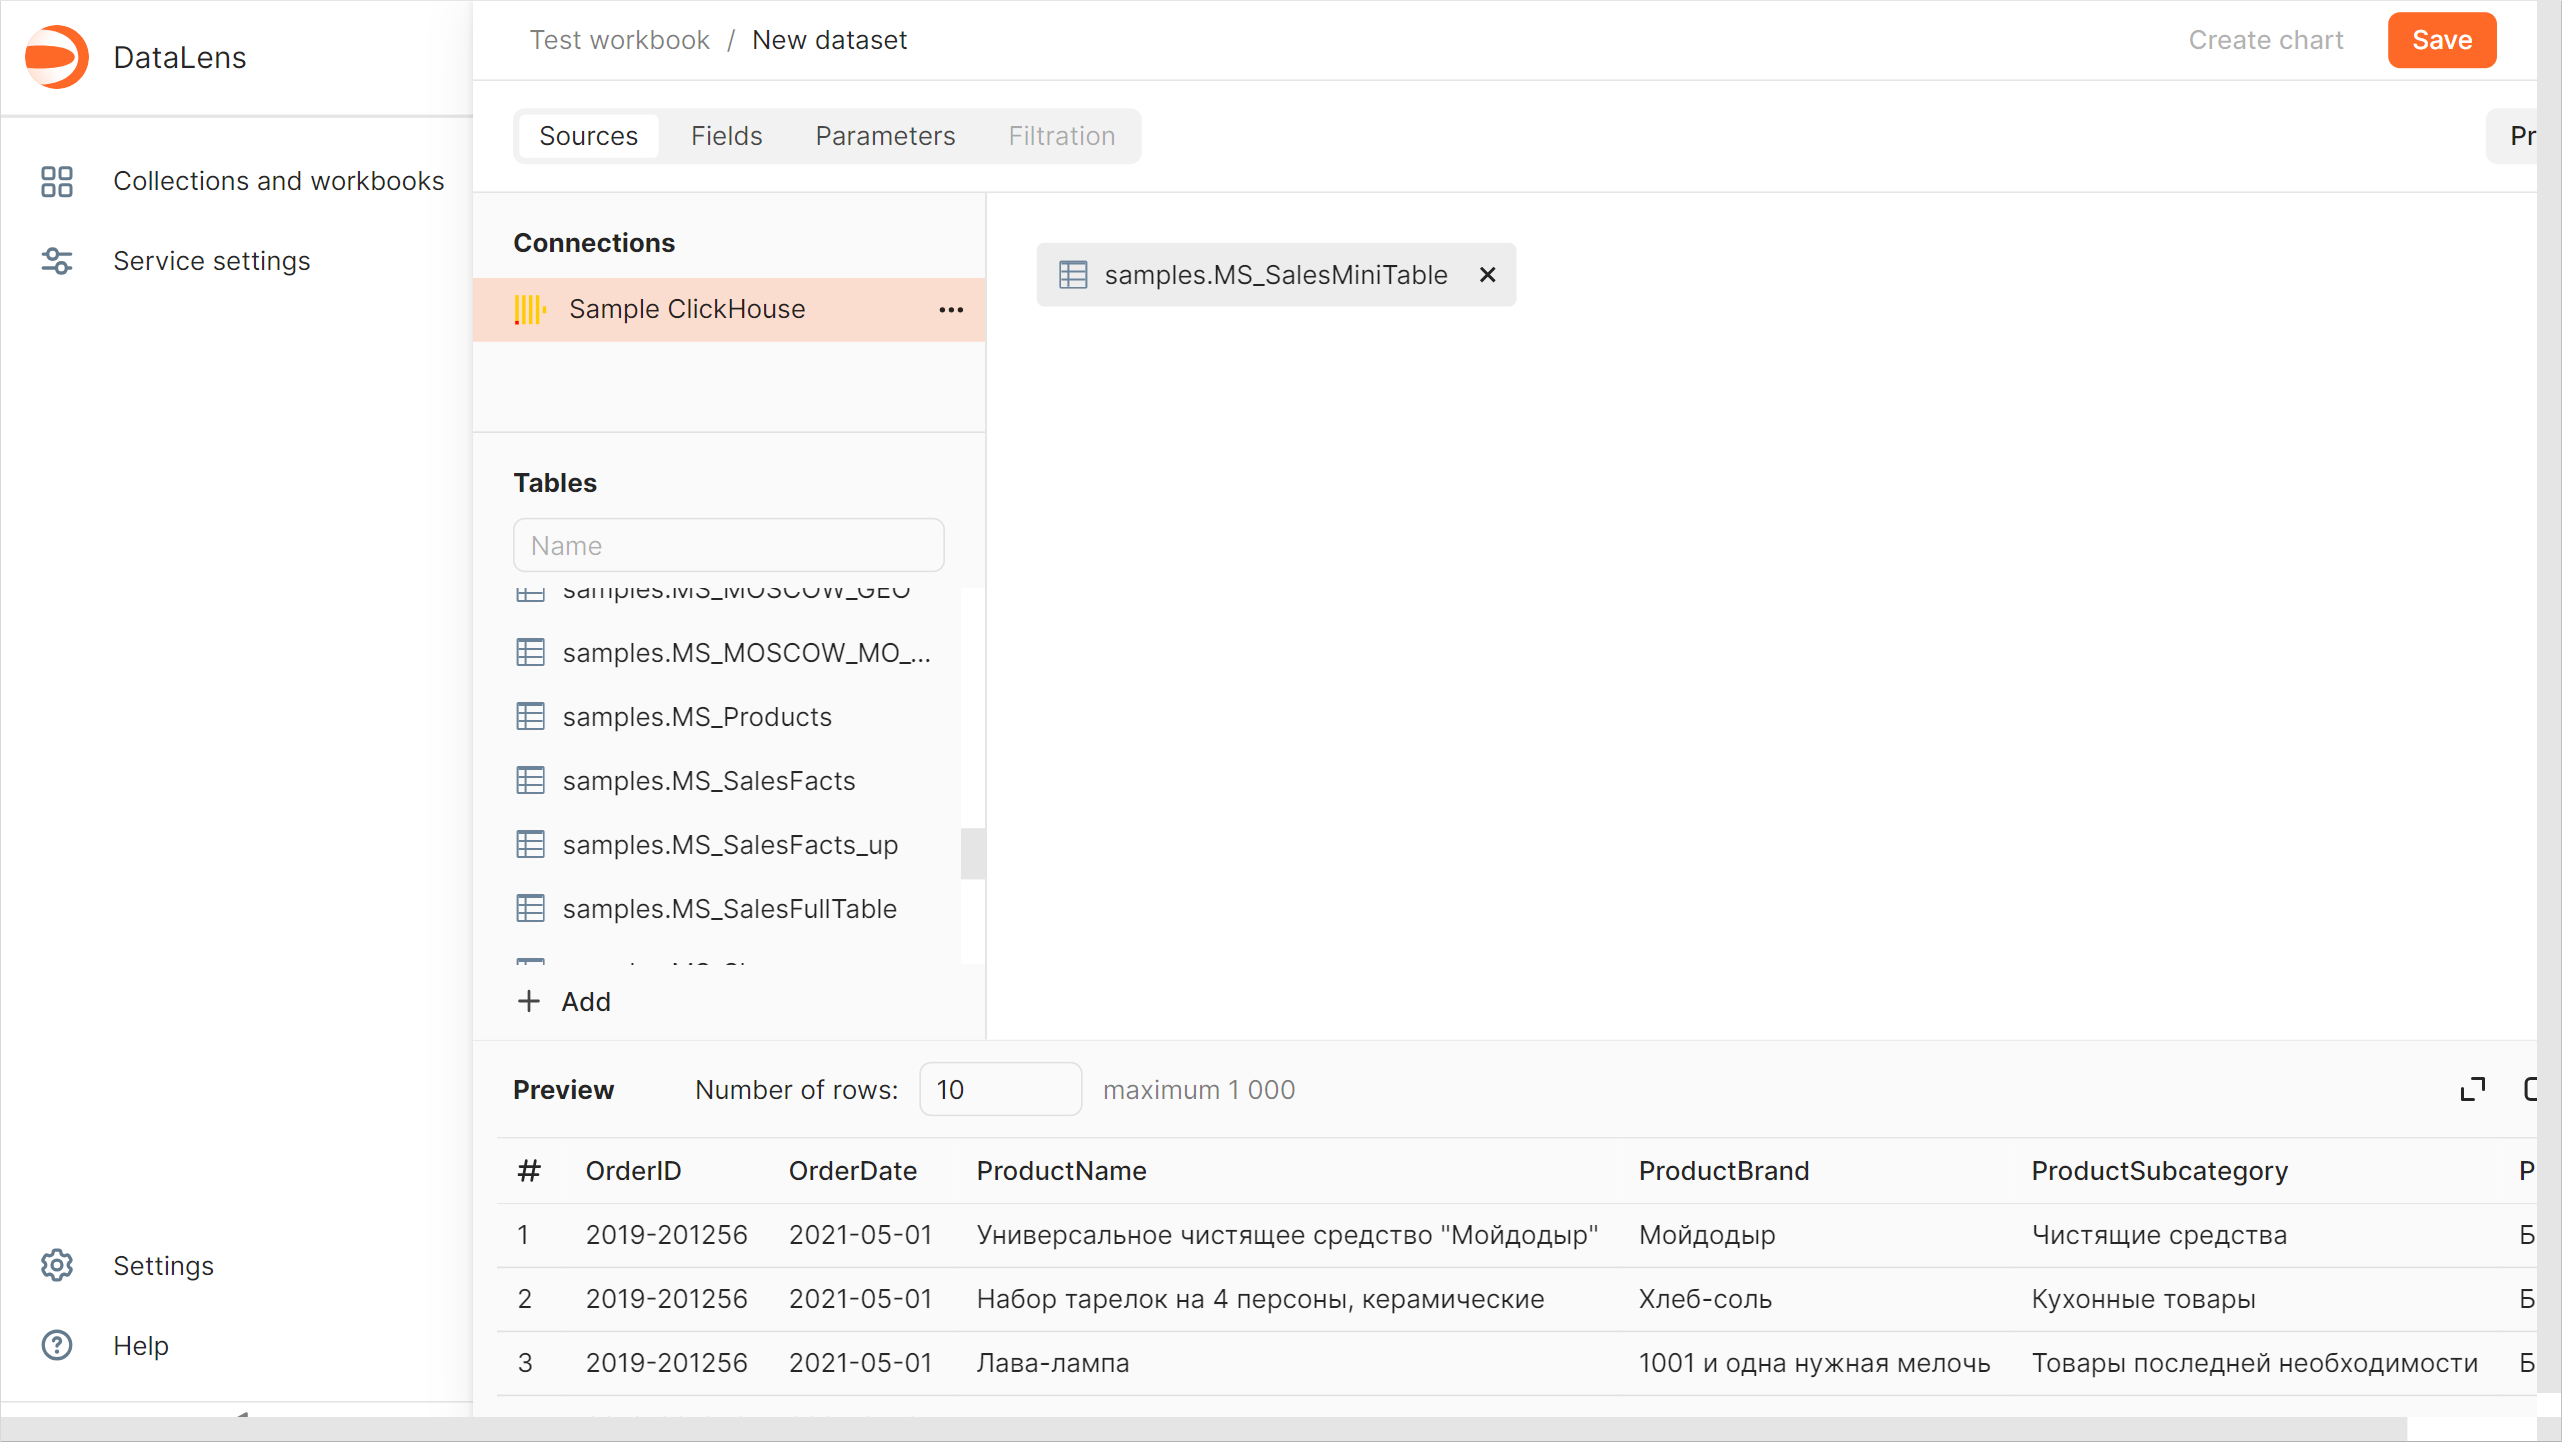 DataLens
Collections and workbooks
Service settings
Settings
Help
Test workbook / New dataset
Create chart
Save
Sources
Fields
Parameters
Filtration
Pr
Connections
Sample ClickHouse
Tables
Name
samples.MS_MOSCOW_GEO
samples.MS_MOSCOW_MO_...
samples.MS_Products
samples.MS_SalesFacts
samples.MS_SalesFacts_up
samples.MS_SalesFullTable
+ Add
samples.MS_SalesMiniTable
Preview Number of rows: 10 maximum 1 000
# OrderID OrderDate ProductName ProductBrand ProductSubcategory P
1 2019-201256 2021-05-01 Универсальное чистящее средство "Мойдодыр" Мойдодыр Чистящие средства Б
2 2019-201256 2021-05-01 Набор тарелок на 4 персоны, керамические Хлеб-соль Кухонные товары Б
3 2019-201256 2021-05-01 Лава-лампа 1001 и одна нужная мелочь Товары последней необходимости Б